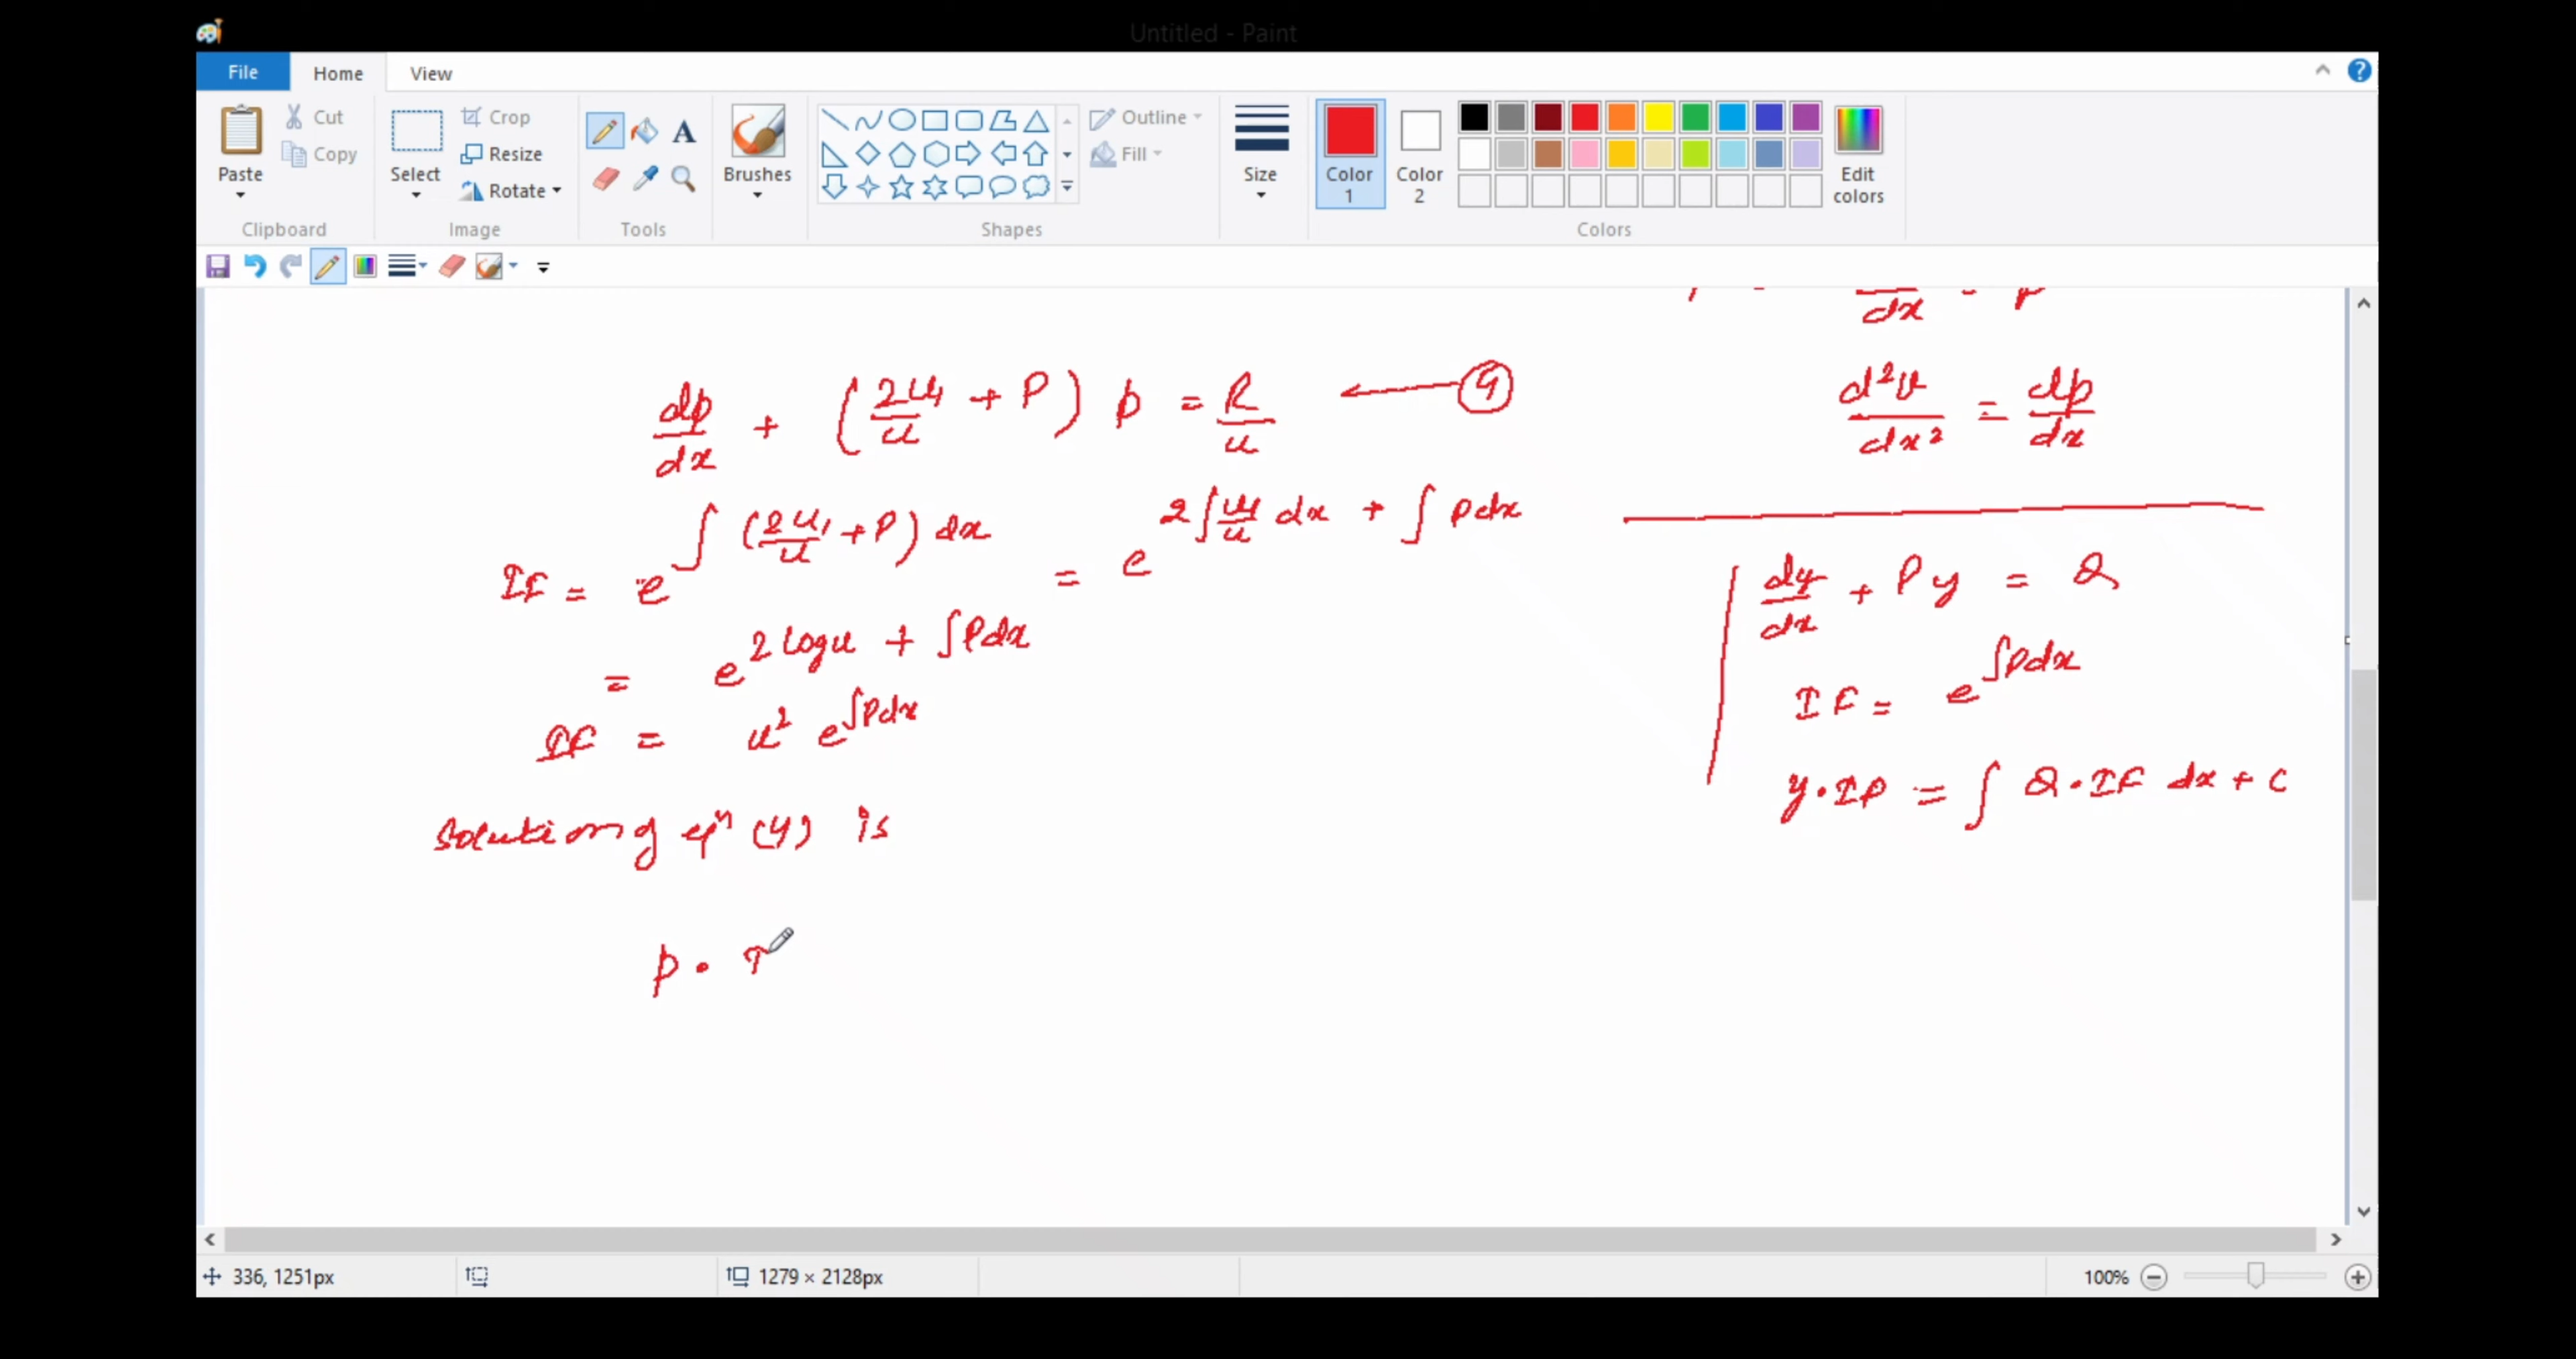 Untitled - Paint
File Home View
Paste Cut Copy Clipboard
Select Crop Resize Rotate Image
Tools
Brushes
Shapes Outline Fill
Size
Color 1 Color 2 Edit colors Colors
dx = p
dp/dx + (2u₁/u + P) p = R/u ← ④
d²v/dx² = dp/dx
IF = e^∫(2u₁/u + P) dx = e^2∫u₁/u dx + ∫Pdx
= e^2 log u + ∫Pdx
IF = u² e^∫Pdx
solution of eqⁿ (4) is
p .
dy/dx + Py = Q
IF = e^∫Pdx
y·IF = ∫ Q·IF dx + c
336, 1251px 1279 × 2128px 100%